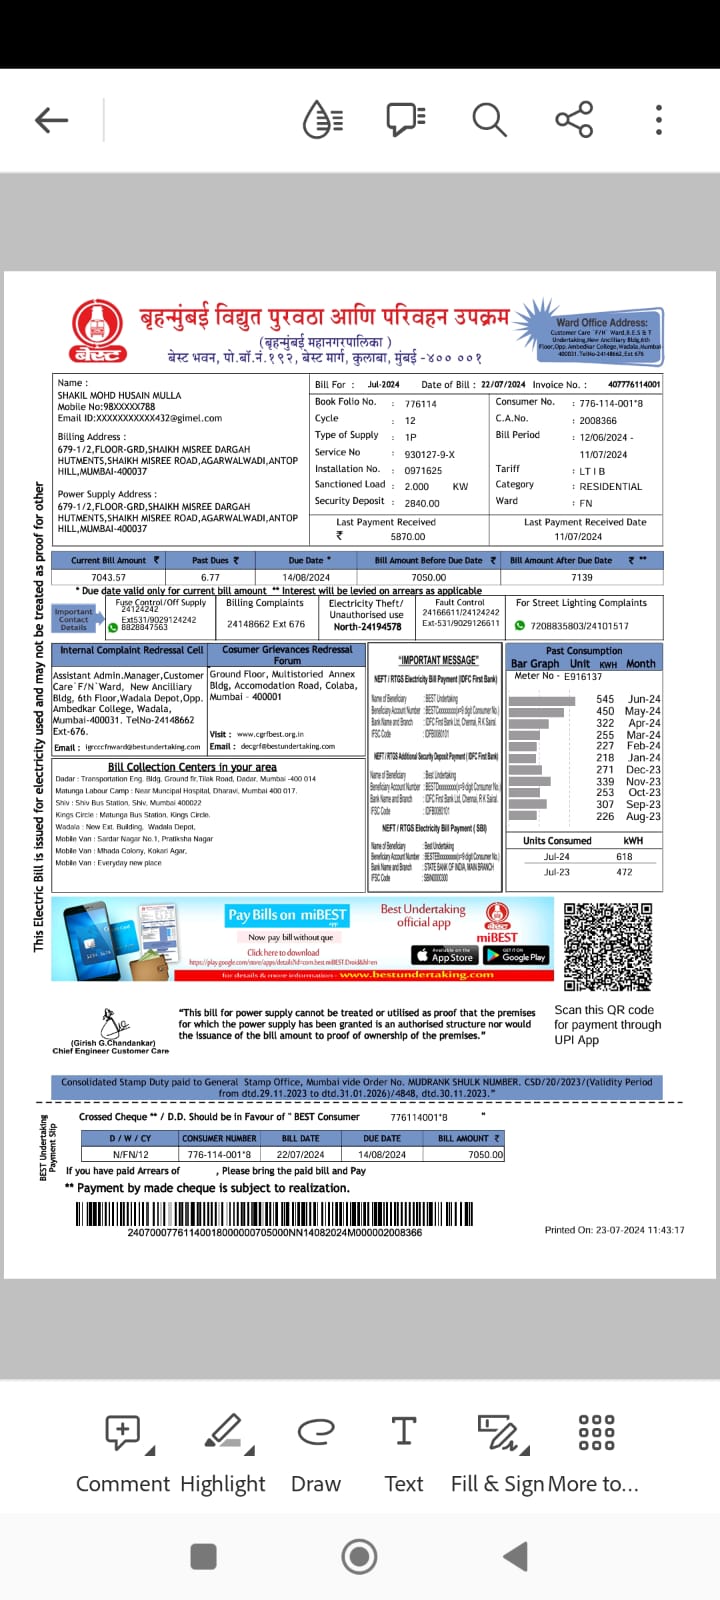 बृहन्मुंबई विद्युत पुरवठा आणि परिवहन उपक्रम
(बृहन्मुंबई महानगरपालिका)
बेस्ट भवन, पो.बॉ.नं.१९२, बेस्ट मार्ग, कुलाबा, मुंबई -४०० ००१
बेस्ट
Ward Office Address:
Customer Care `F/N` Ward,B.E.S & T
Undertaking,New Ancilliary Bldg,6th
Floor,Opp. Ambedkar College,Wadala,Mumbai
400031. TelNo-24148662,Ext 676
Name :
SHAKIL MOHD HUSAIN MULLA
Mobile No:98XXXXX788
Email ID:XXXXXXXXXXX432@gimel.com
Billing Address :
679-1/2,FLOOR-GRD,SHAIKH MISREE DARGAH
HUTMENTS,SHAIKH MISREE ROAD,AGARWALWADI,ANTOP
HILL,MUMBAI-400037
Power Supply Address :
679-1/2,FLOOR-GRD,SHAIKH MISREE DARGAH
HUTMENTS,SHAIKH MISREE ROAD,AGARWALWADI,ANTOP
HILL,MUMBAI-400037
Bill For : Jul-2024 Date of Bill : 22/07/2024 Invoice No. : 407776114001
Book Folio No. : 776114
Cycle : 12
Type of Supply : 1P
Service No : 930127-9-X
Installation No. : 0971625
Sanctioned Load : 2.000 KW
Security Deposit : 2840.00
Consumer No. : 776-114-001*8
C.A.No. : 2008366
Bill Period : 12/06/2024 -
11/07/2024
Tariff : LT I B
Category : RESIDENTIAL
Ward : FN
Last Payment Received
₹ 5870.00
Last Payment Received Date
11/07/2024
Current Bill Amount ₹ Past Dues ₹ Due Date * Bill Amount Before Due Date ₹ Bill Amount After Due Date ₹ **
7043.57 6.77 14/08/2024 7050.00 7139
* Due date valid only for current bill amount ** Interest will be levied on arrears as applicable
Important
Contact
Details
Fuse Control/Off Supply
24124242
Ext531/9029124242
8828847563
Billing Complaints
24148662 Ext 676
Electricity Theft/
Unauthorised use
North-24194578
Fault Control
24166611/24124242
Ext-531/9029126611
For Street Lighting Complaints
7208835803/24101517
Internal Complaint Redressal Cell
Assistant Admin.Manager,Customer
Care`F/N`Ward, New Ancilliary
Bldg, 6th Floor,Wadala Depot,Opp.
Ambedkar College, Wadala,
Mumbai-400031. TelNo-24148662
Ext-676.
Email : igrcccfnward@bestundertaking.com
Cosumer Grievances Redressal
Forum
Ground Floor, Multistoried Annex
Bldg, Accomodation Road, Colaba,
Mumbai - 400001
Visit : www.cgrfbest.org.in
Email : decgrf@bestundertaking.com
Bill Collection Centers in your area
Dadar : Transportation Eng. Bldg, Ground flr,Tilak Road, Dadar, Mumbai -400 014
Matunga Labour Camp : Near Muncipal Hospital, Dharavi, Mumbai 400 017.
Shiv : Shiv Bus Station, Shiv, Mumbai 400022
Kings Circle : Matunga Bus Station, Kings Circle.
Wadala : New Ext. Building, Wadala Depot,
Mobile Van : Sardar Nagar No.1, Pratiksha Nagar
Mobile Van : Mhada Colony, Kokari Agar,
Mobile Van : Everyday new place
"IMPORTANT MESSAGE"
NEFT / RTGS Electricity Bill Payment (IDFC First Bank)
Name of Beneficiary : BEST Undertaking
Bank Name and Branch : IDFC First Bank Ltd, Chennai, R K Salai.
IFSC Code : IDFB0080101
NEFT / RTGS Additional Security Deposit Payment ( IDFC First Bank)
Name of Beneficiary : Best Undertaking
Bank Name and Branch : IDFC First Bank Ltd, Chennai, R K Sairal.
IFSC Code : IDFB0080101
NEFT / RTGS Electricity Bill Payment (SBI)
Name of Beneficiary : Best Undertaking
Bank Name and Branch : STATE BANK OF INDIA, MAIN BRANCH
IFSC Code : SBIN0000300
Past Consumption
Bar Graph Unit KWH Month
Meter No - E916137
545 Jun-24
450 May-24
322 Apr-24
255 Mar-24
227 Feb-24
218 Jan-24
271 Dec-23
339 Nov-23
253 Oct-23
307 Sep-23
226 Aug-23
Units Consumed kWH
Jul-24 618
Jul-23 472
This Electric Bill is issued for electricity used and may not be treated as proof for other
Pay Bills on miBEST
app
Now pay bill without que
Click here to download
https://play.google.com/store/apps/details?id=com.best.miBEST.Droid&hl=en
Best Undertaking
official app
miBEST
Available on the
App Store
GET IT ON
Google Play
for details & more information - www.bestundertaking.com
(Girish G.Chandankar)
Chief Engineer Customer Care
"This bill for power supply cannot be treated or utilised as proof that the premises
for which the power supply has been granted is an authorised structure nor would
the issuance of the bill amount to proof of ownership of the premises."
Scan this QR code
for payment through
UPI App
Consolidated Stamp Duty paid to General Stamp Office, Mumbai vide Order No. MUDRANK SHULK NUMBER. CSD/20/2023/(Validity Period
from dtd.29.11.2023 to dtd.31.01.2026)/4848, dtd.30.11.2023."
BEST Undertaking
Payment Slip
Crossed Cheque ** / D.D. Should be in Favour of " BEST Consumer 776114001*8 "
D / W / CY CONSUMER NUMBER BILL DATE DUE DATE BILL AMOUNT ₹
N/FN/12 776-114-001*8 22/07/2024 14/08/2024 7050.00
If you have paid Arrears of , Please bring the paid bill and Pay
** Payment by made cheque is subject to realization.
2407000776114001800000070500​0NN14082024M000002008366
Printed On: 23-07-2024 11:43:17
Comment Highlight Draw Text Fill & Sign More to...